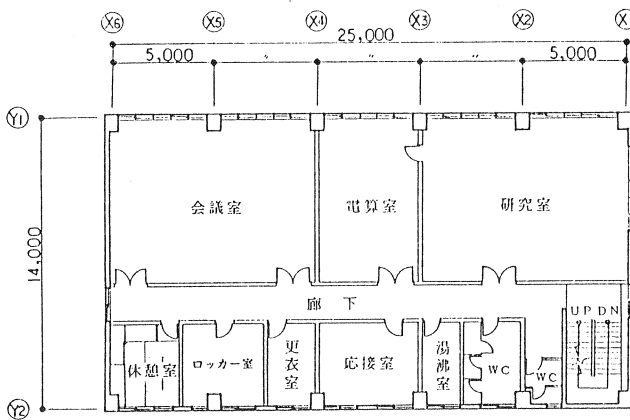 X6 X5 X4 X3 X2 X
25,000
5,000 〃 〃 〃 5,000
Y1
会議室 電算室 研究室
14,000
廊下
UP DN
休憩室 ロッカー室 更衣室 応接室 湯沸室 WC WC
Y2